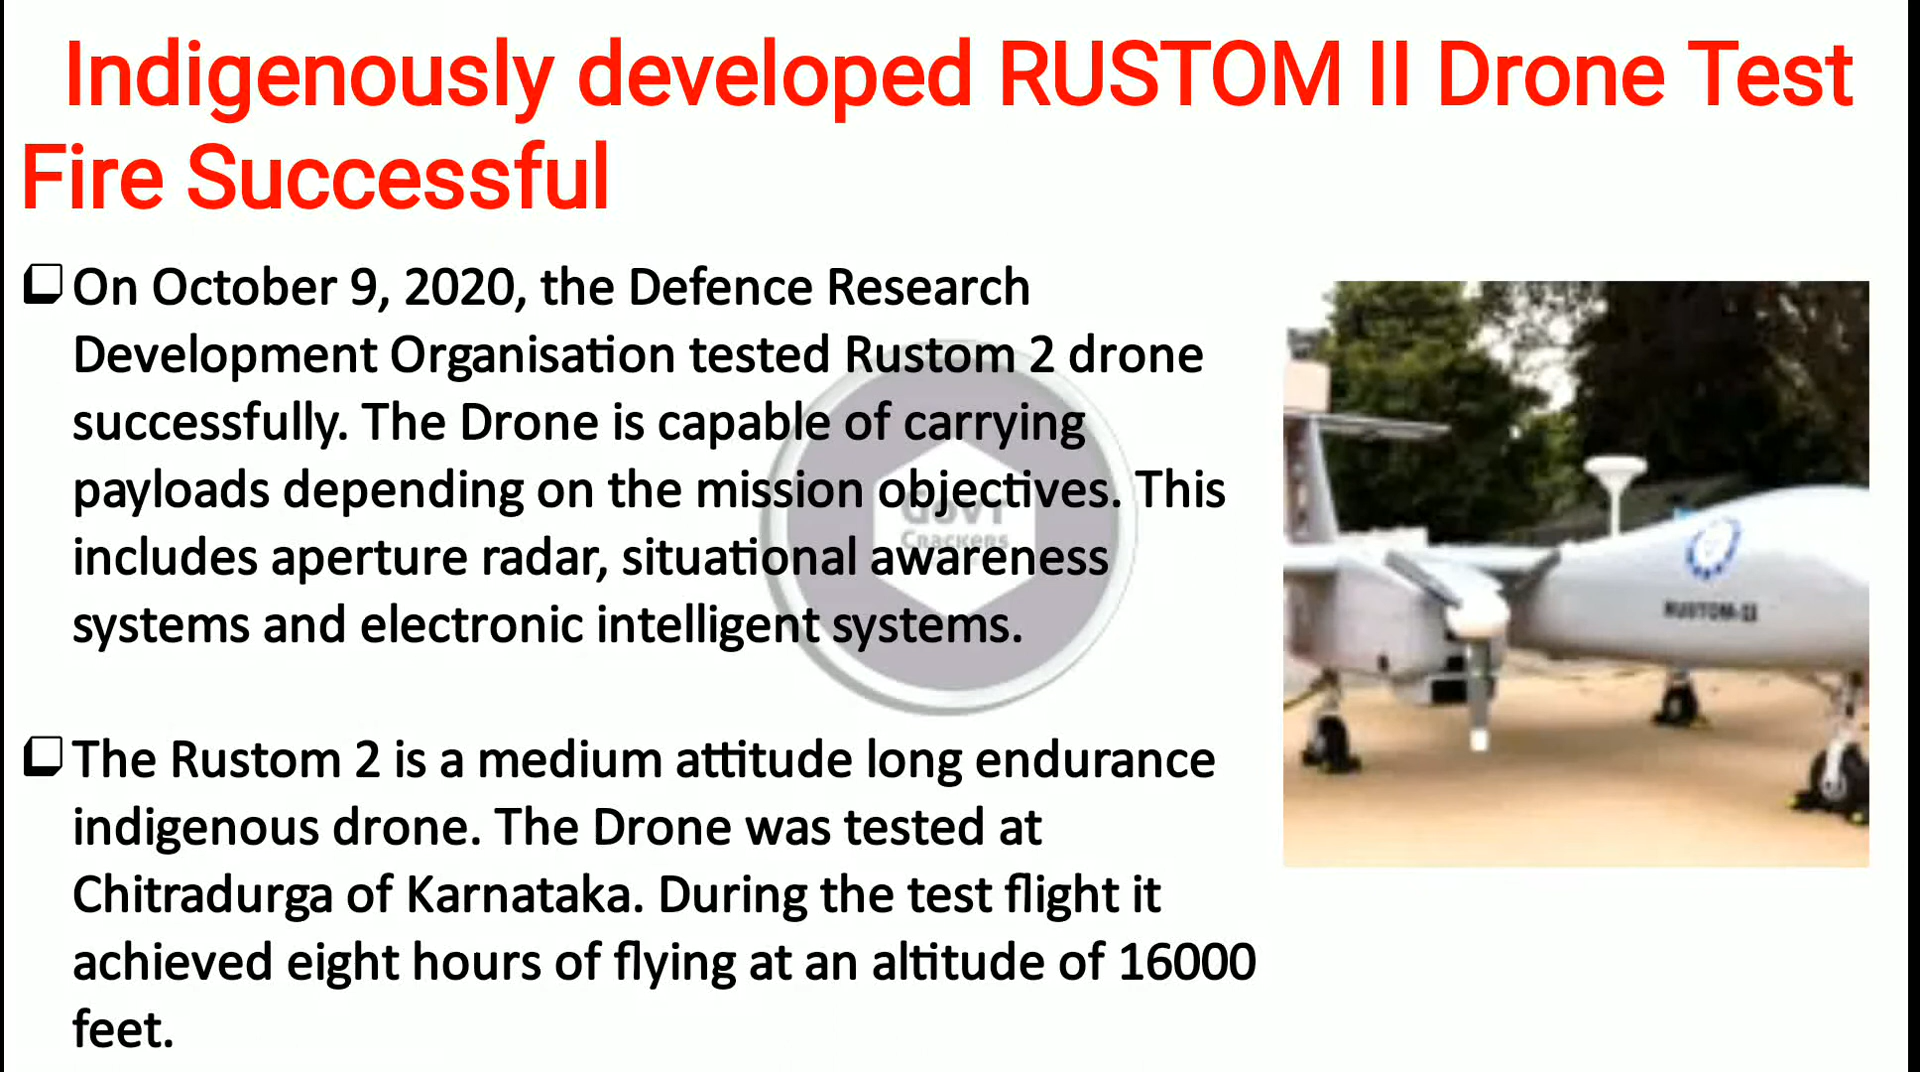 Indigenously developed RUSTOM II Drone Test
Fire Successful
On October 9, 2020, the Defence Research
Development Organisation tested Rustom 2 drone
successfully. The Drone is capable of carrying
payloads depending on the mission objectives. This
includes aperture radar, situational awareness
systems and electronic intelligent systems.
The Rustom 2 is a medium attitude long endurance
indigenous drone. The Drone was tested at
Chitradurga of Karnataka. During the test flight it
achieved eight hours of flying at an altitude of 16000
feet.
Govt
Crackers
RUSTOM-II